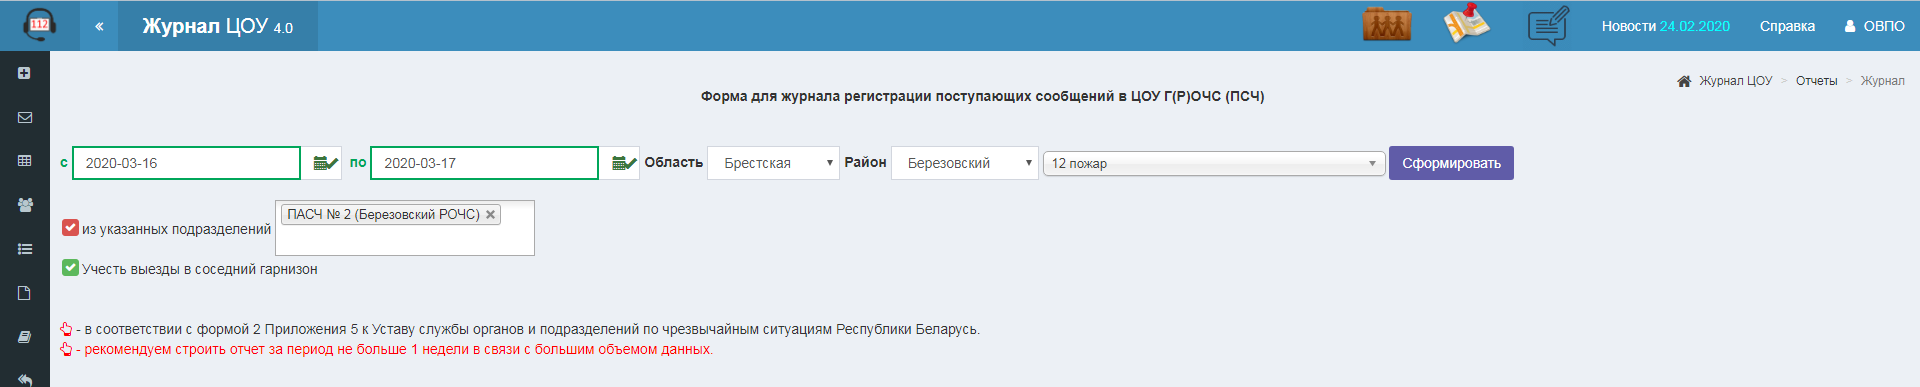 112
« Журнал ЦОУ 4.0
Новости 24.02.2020 Справка ОВПО
Журнал ЦОУ > Отчеты > Журнал
Форма для журнала регистрации поступающих сообщений в ЦОУ Г(Р)ОЧС (ПСЧ)
с 2020-03-16 по 2020-03-17 Область Брестская Район Березовский 12 пожар Сформировать
ПАСЧ № 2 (Березовский РОЧС) ×
из указанных подразделений
Учесть выезды в соседний гарнизон
- в соответствии с формой 2 Приложения 5 к Уставу службы органов и подразделений по чрезвычайным ситуациям Республики Беларусь.
- рекомендуем строить отчет за период не больше 1 недели в связи с большим объемом данных.